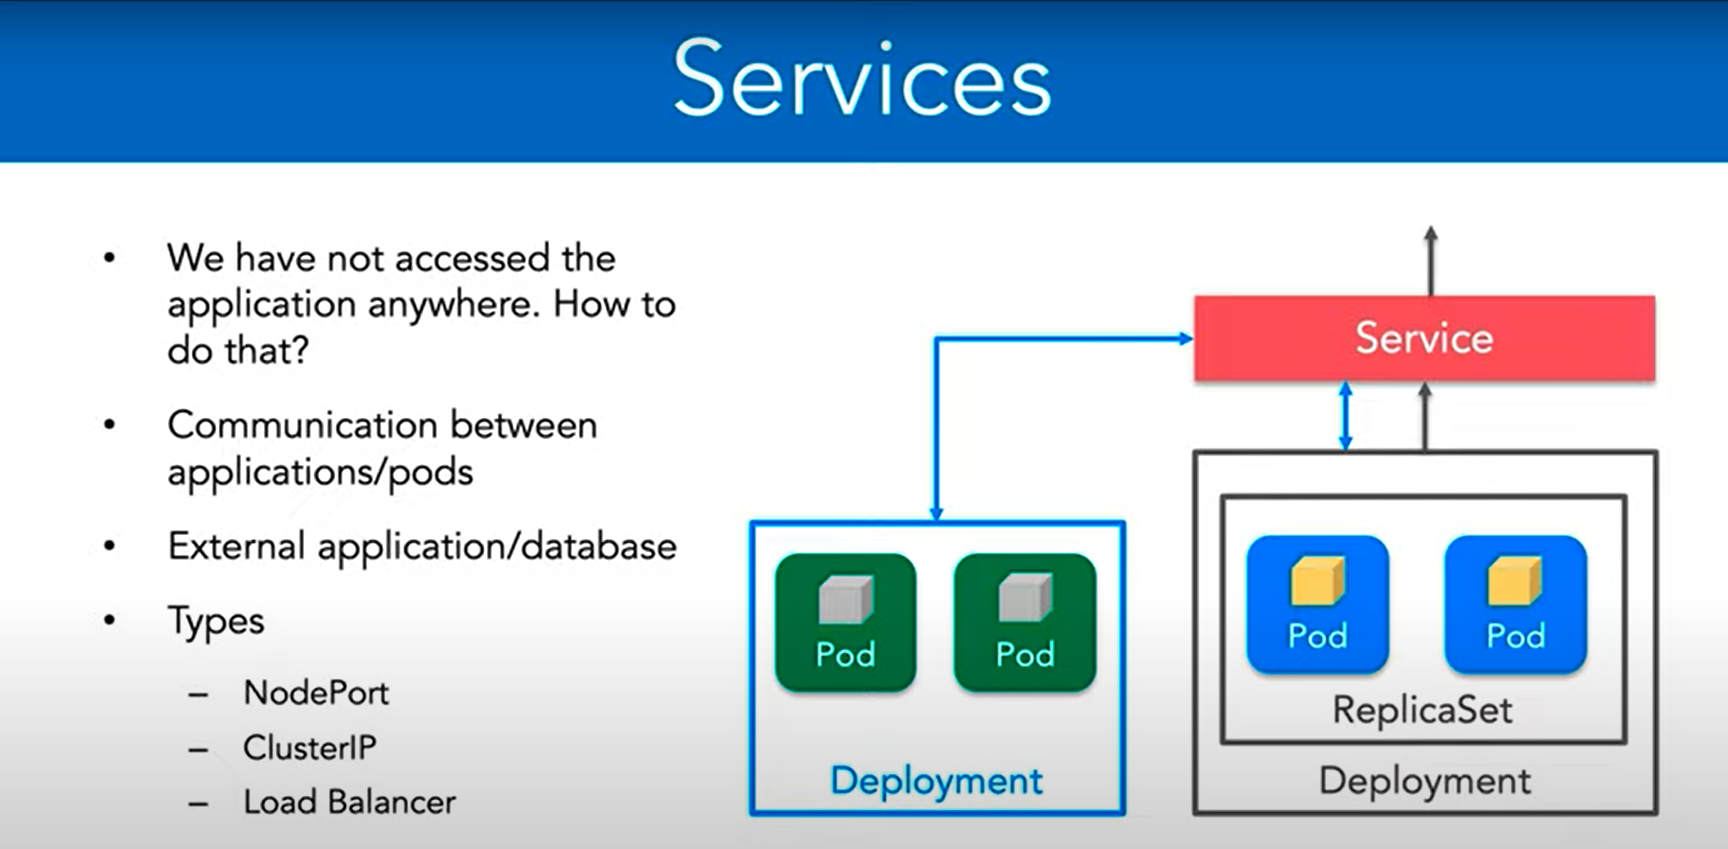 Services
• We have not accessed the
application anywhere. How to
do that?
• Communication between
applications/pods
• External application/database
• Types
– NodePort
– ClusterIP
– Load Balancer
Service
Pod
Pod
Deployment
Pod
Pod
ReplicaSet
Deployment